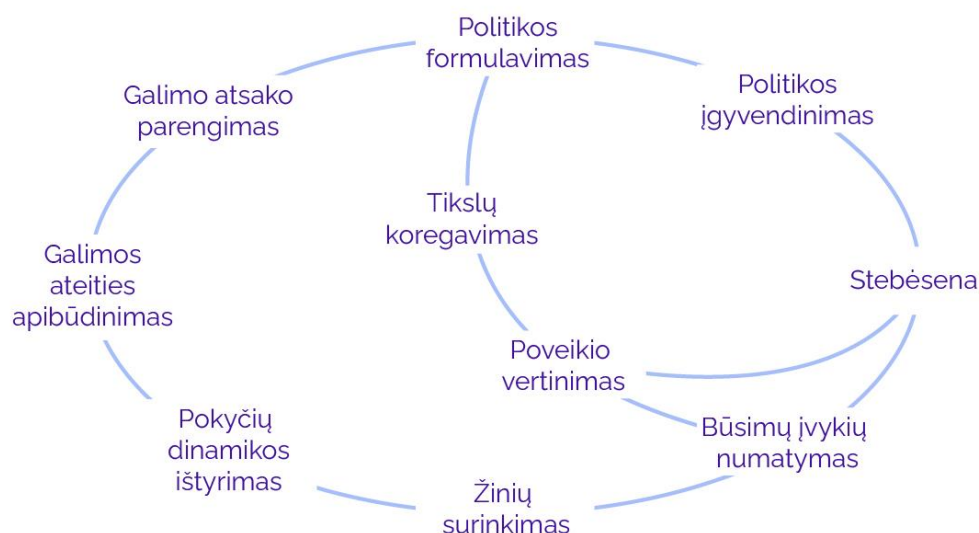 Politikos
formulavimas
Politikos
įgyvendinimas
Galimo atsako
parengimas
Tikslų
koregavimas
Stebėsena
Galimos
ateities
apibūdinimas
Poveikio
vertinimas
Būsimų įvykių
numatymas
Pokyčių
dinamikos
ištyrimas
Žinių
surinkimas